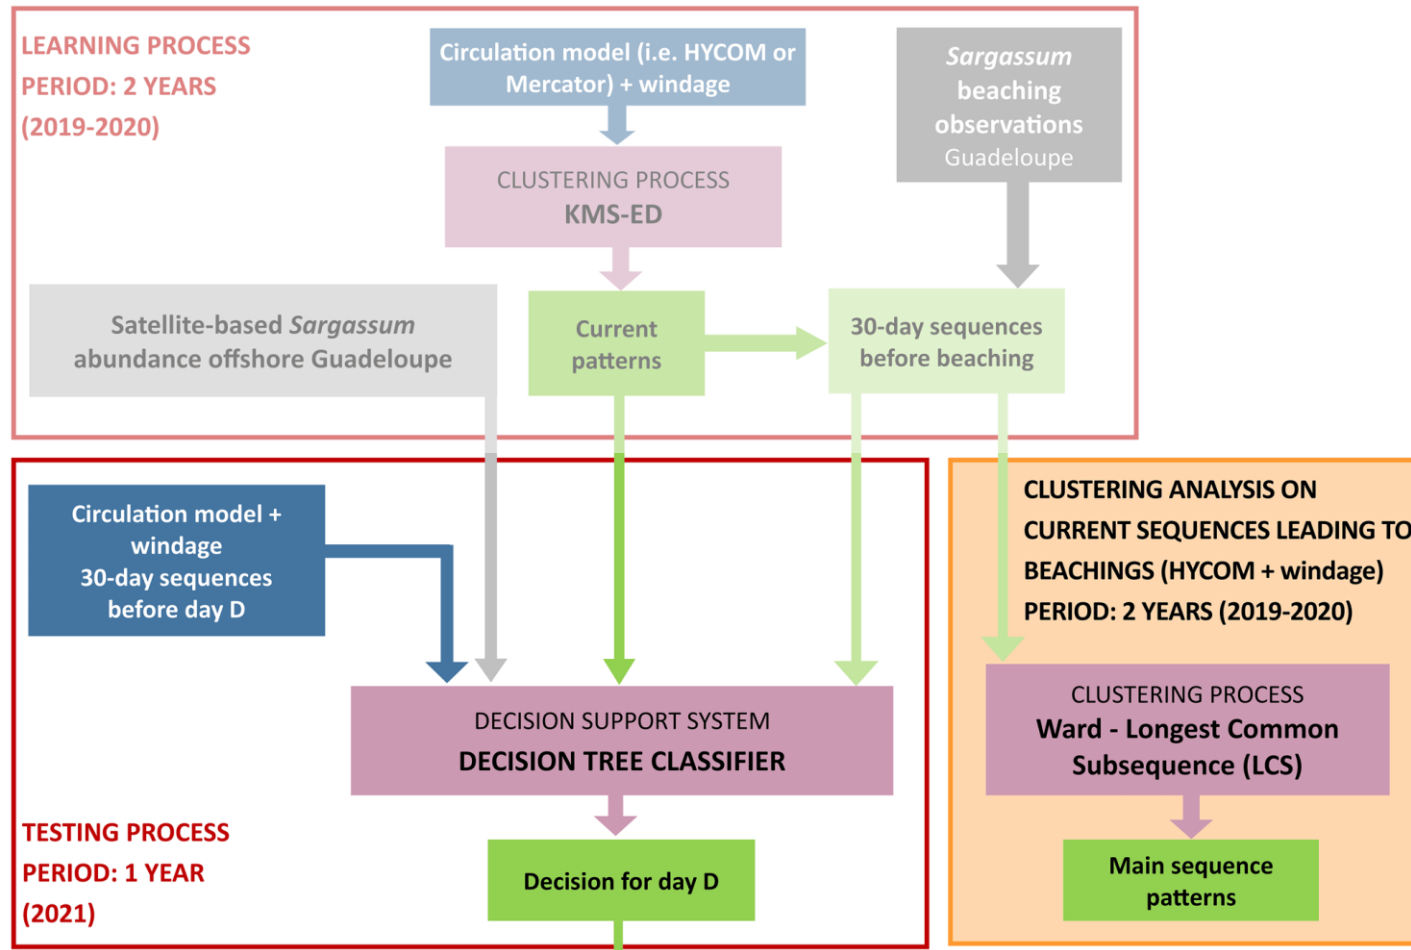 LEARNING PROCESS
PERIOD: 2 YEARS
(2019-2020)
Circulation model (i.e. HYCOM or
Mercator) + windage
Sargassum
beaching
observations
Guadeloupe
CLUSTERING PROCESS
KMS-ED
Satellite-based Sargassum
abundance offshore Guadeloupe
Current
patterns
30-day sequences
before beaching
Circulation model +
windage
30-day sequences
before day D
CLUSTERING ANALYSIS ON
CURRENT SEQUENCES LEADING TO
BEACHINGS (HYCOM + windage)
PERIOD: 2 YEARS (2019-2020)
DECISION SUPPORT SYSTEM
DECISION TREE CLASSIFIER
CLUSTERING PROCESS
Ward - Longest Common
Subsequence (LCS)
TESTING PROCESS
PERIOD: 1 YEAR
(2021)
Decision for day D
Main sequence
patterns